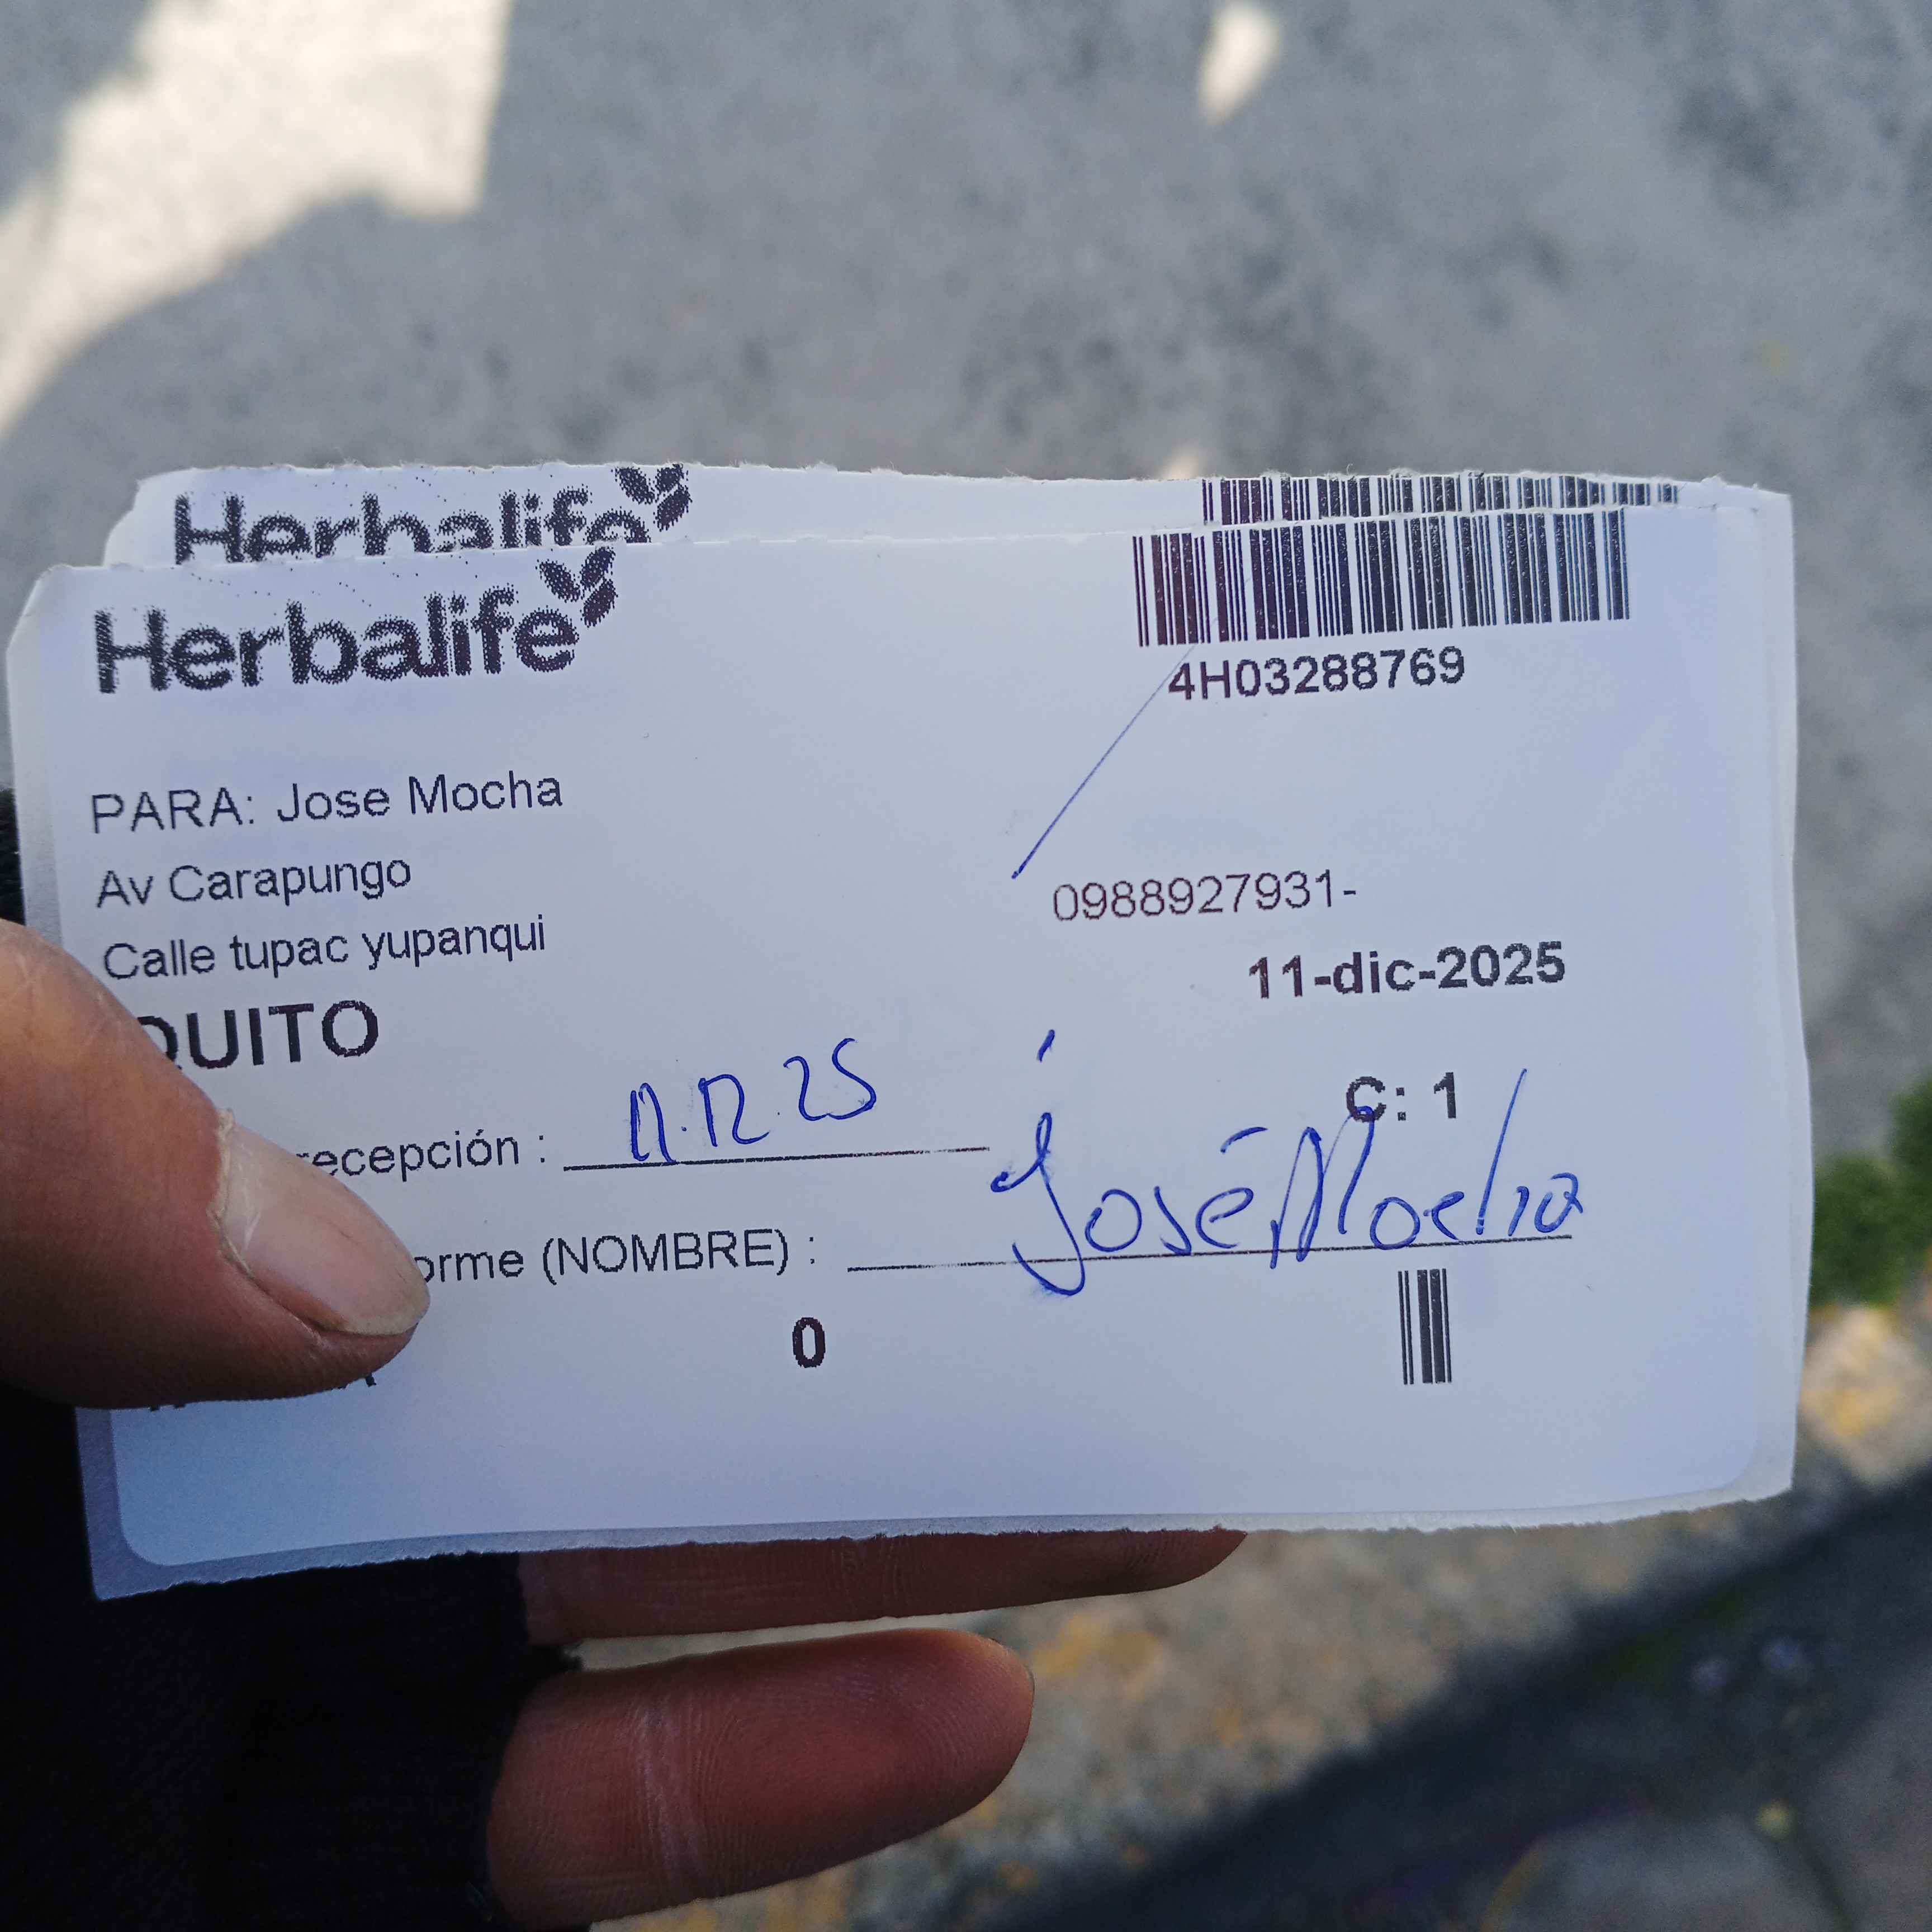 Herbalife
Herbalife
4H03288769
PARA: Jose Mocha
Av Carapungo
0988927931-
Calle tupac yupanqui
11-dic-2025
QUITO
C: 1
recepción : 11.12.25
orme (NOMBRE) : José Mocha
0